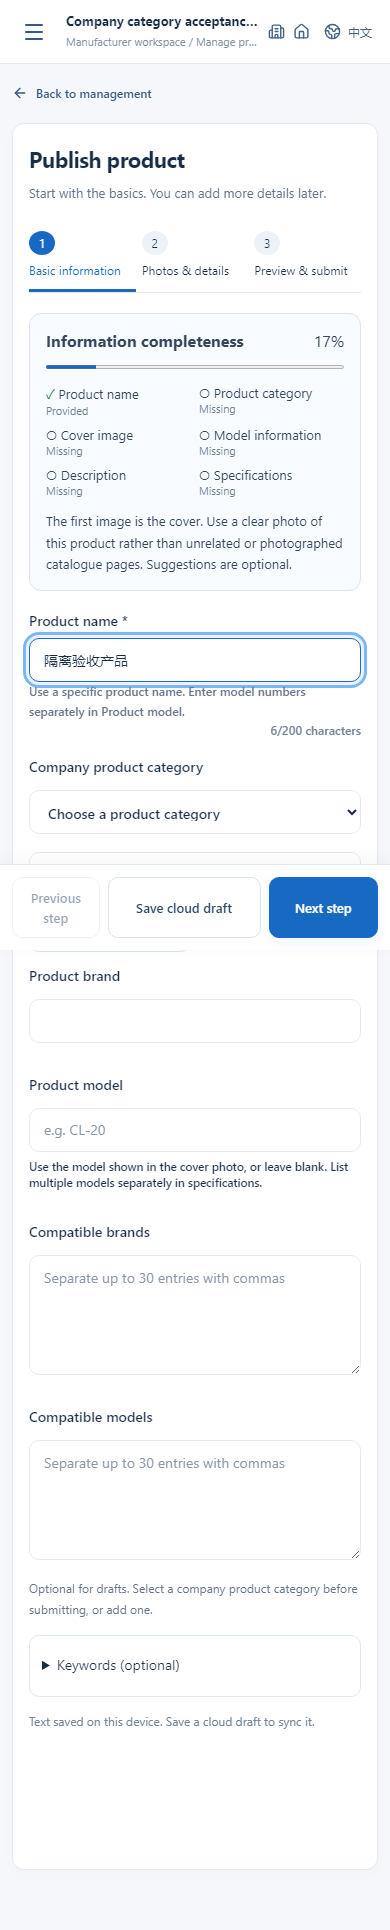 Company category acceptanc...
Manufacturer workspace / Manage pr...
中文
Back to management
Publish product
Start with the basics. You can add more details later.
1
2
3
Basic information
Photos & details
Preview & submit
Information completeness
17%
✓ Product name
Provided
Product category
Missing
Cover image
Missing
Model information
Missing
Description
Missing
Specifications
Missing
The first image is the cover. Use a clear photo of
this product rather than unrelated or photographed
catalogue pages. Suggestions are optional.
Product name *
隔离验收产品
Use a specific product name. Enter model numbers
separately in Product model.
6/200 characters
Company product category
Choose a product category
Previous
step
Save cloud draft
Next step
Product brand
Product model
e.g. CL-20
Use the model shown in the cover photo, or leave blank. List
multiple models separately in specifications.
Compatible brands
Separate up to 30 entries with commas
Compatible models
Separate up to 30 entries with commas
Optional for drafts. Select a company product category before
submitting, or add one.
Keywords (optional)
Text saved on this device. Save a cloud draft to sync it.